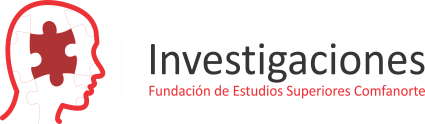 Investigaciones
Fundación de Estudios Superiores Comfanorte